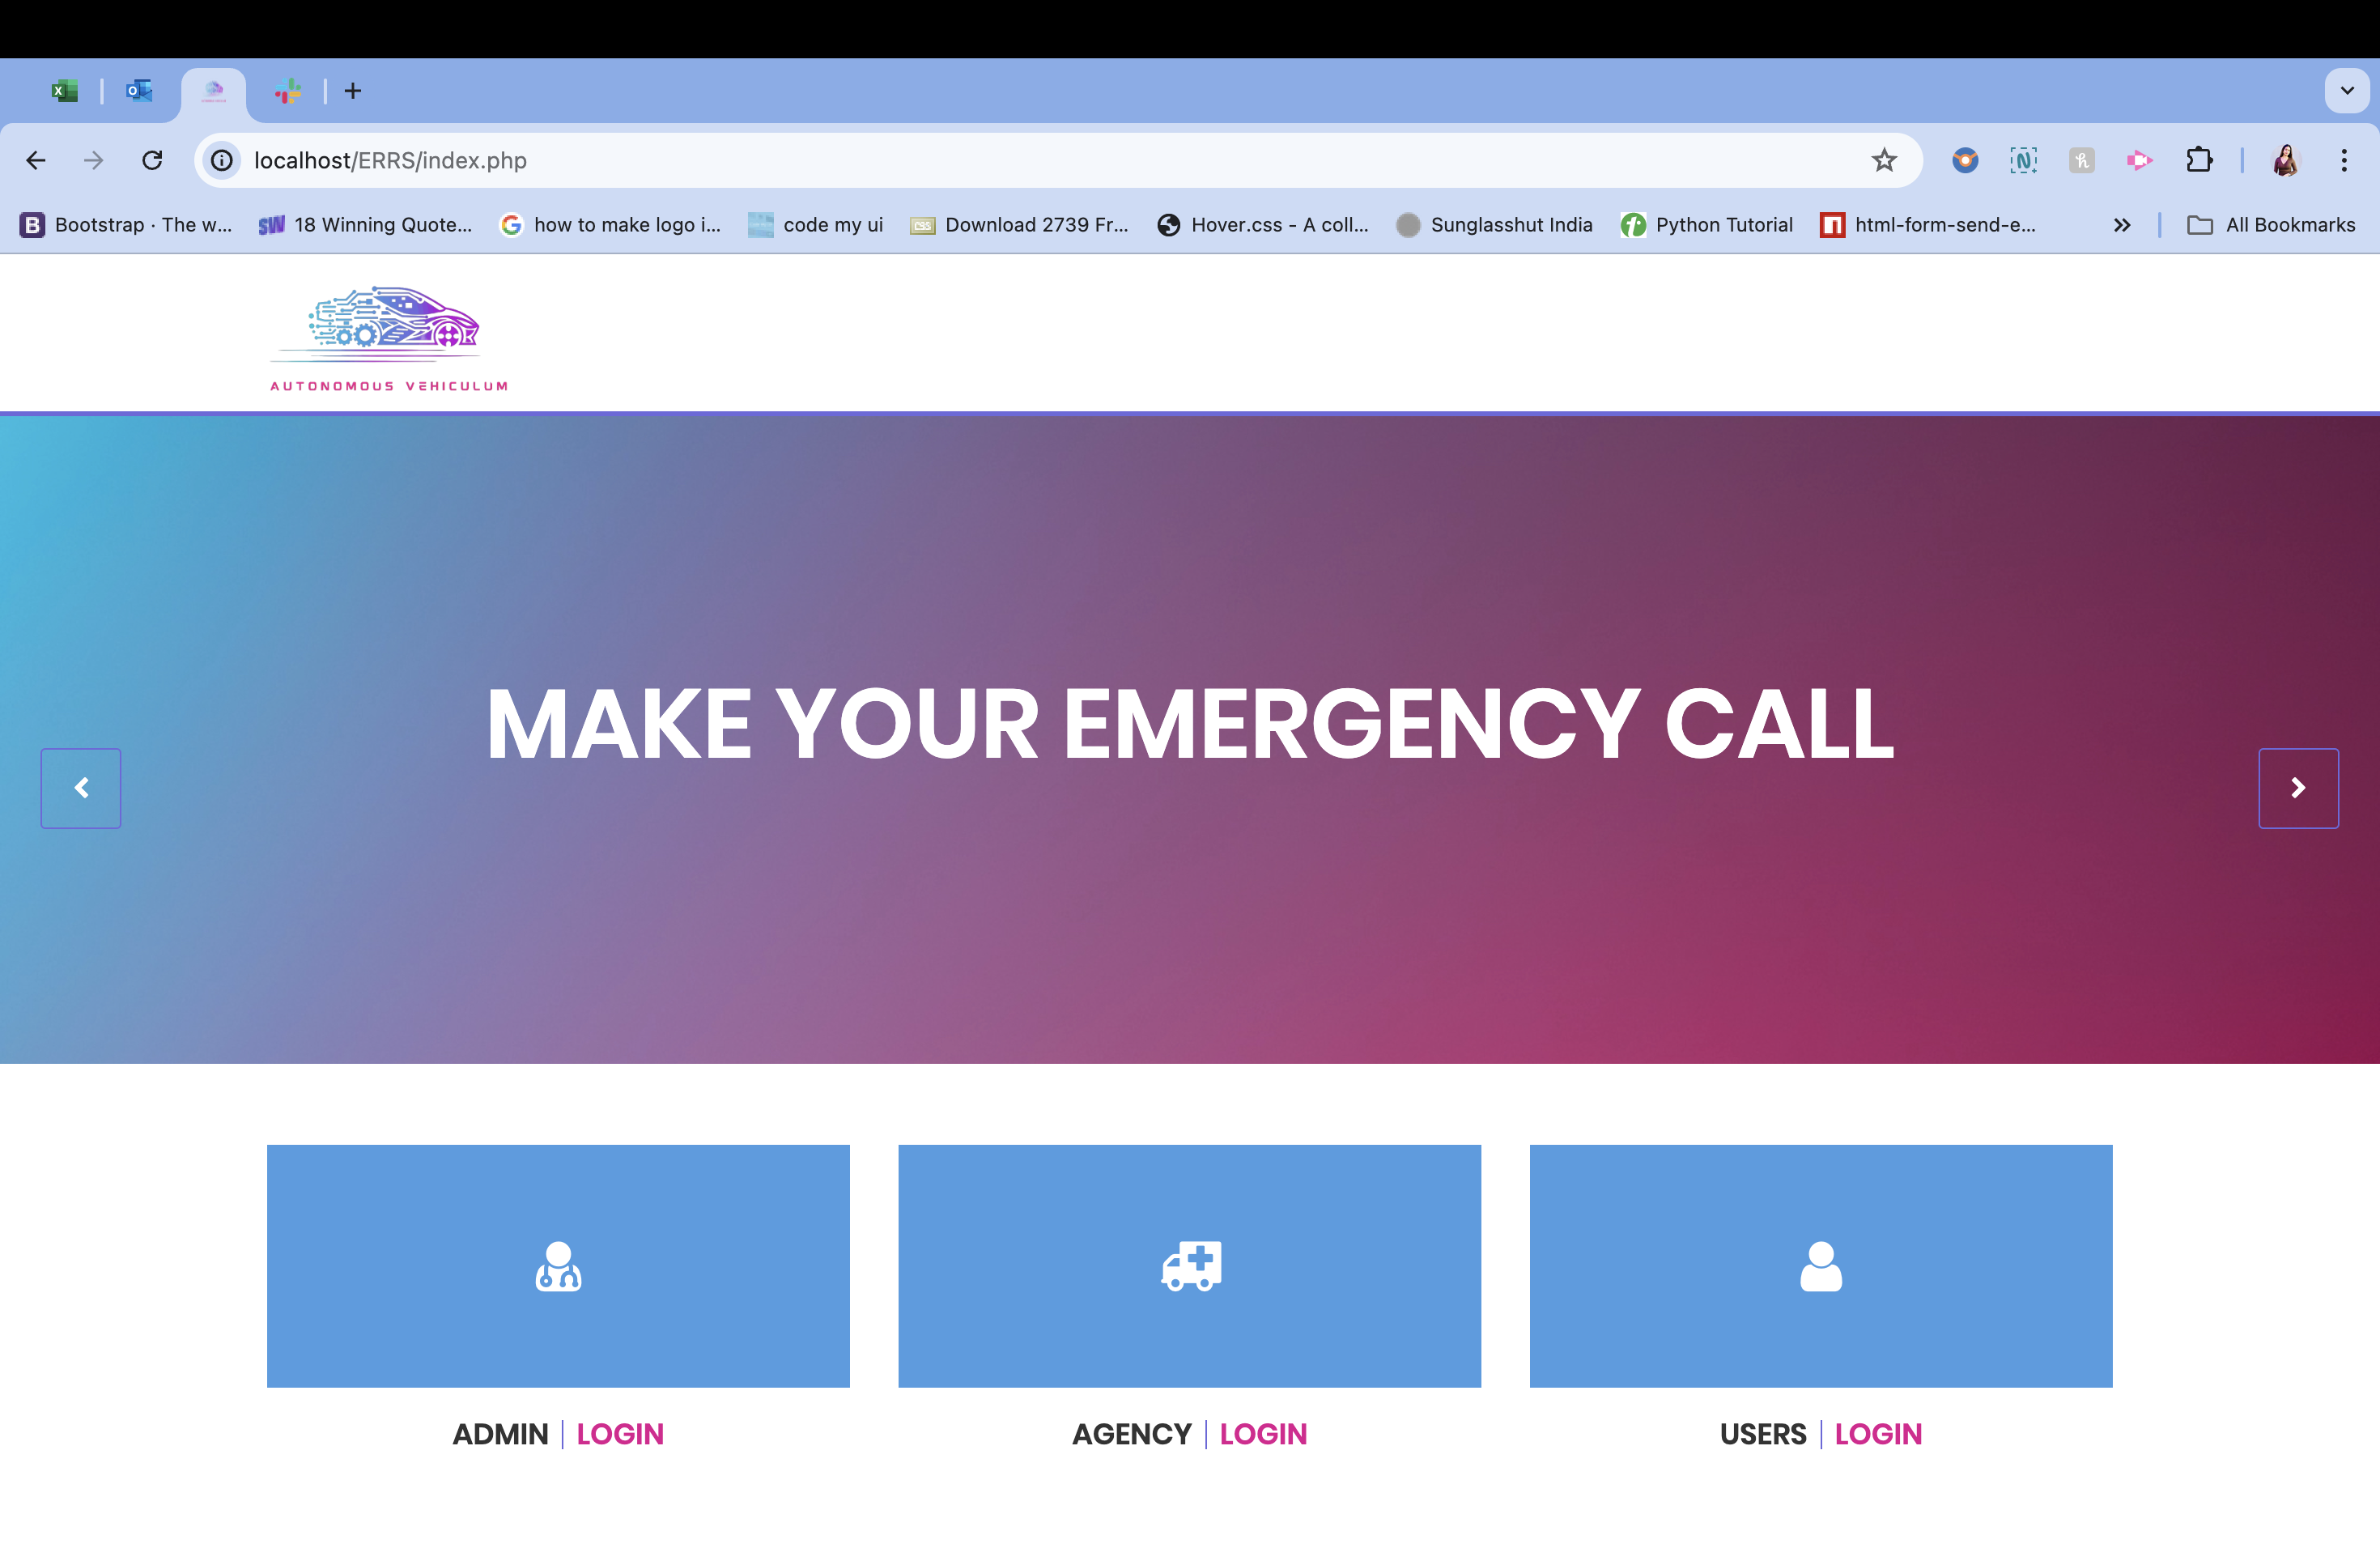 localhost/ERRS/index.php
Bootstrap · The w...
18 Winning Quote...
how to make logo i...
code my ui
Download 2739 Fr...
Hover.css - A coll...
Sunglasshut India
Python Tutorial
html-form-send-e...
All Bookmarks
AUTONOMOUS VEHICULUM
MAKE YOUR EMERGENCY CALL
ADMIN | LOGIN
AGENCY | LOGIN
USERS | LOGIN